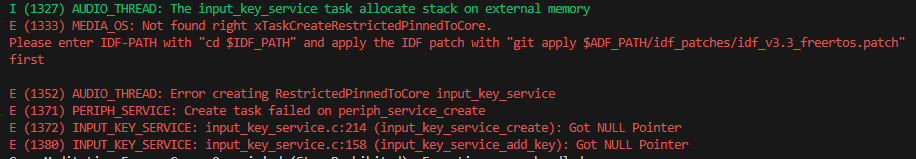 I (1327) AUDIO_THREAD: The input_key_service task allocate stack on external memory
E (1333) MEDIA_OS: Not found right xTaskCreateRestrictedPinnedToCore.
Please enter IDF-PATH with "cd $IDF_PATH" and apply the IDF patch with "git apply $ADF_PATH/idf_patches/idf_v3.3_freertos.patch"
first
E (1352) AUDIO_THREAD: Error creating RestrictedPinnedToCore input_key_service
E (1371) PERIPH_SERVICE: Create task failed on periph_service_create
E (1372) INPUT_KEY_SERVICE: input_key_service.c:214 (input_key_service_create): Got NULL Pointer
E (1380) INPUT_KEY_SERVICE: input_key_service.c:158 (input_key_service_add_key): Got NULL Pointer